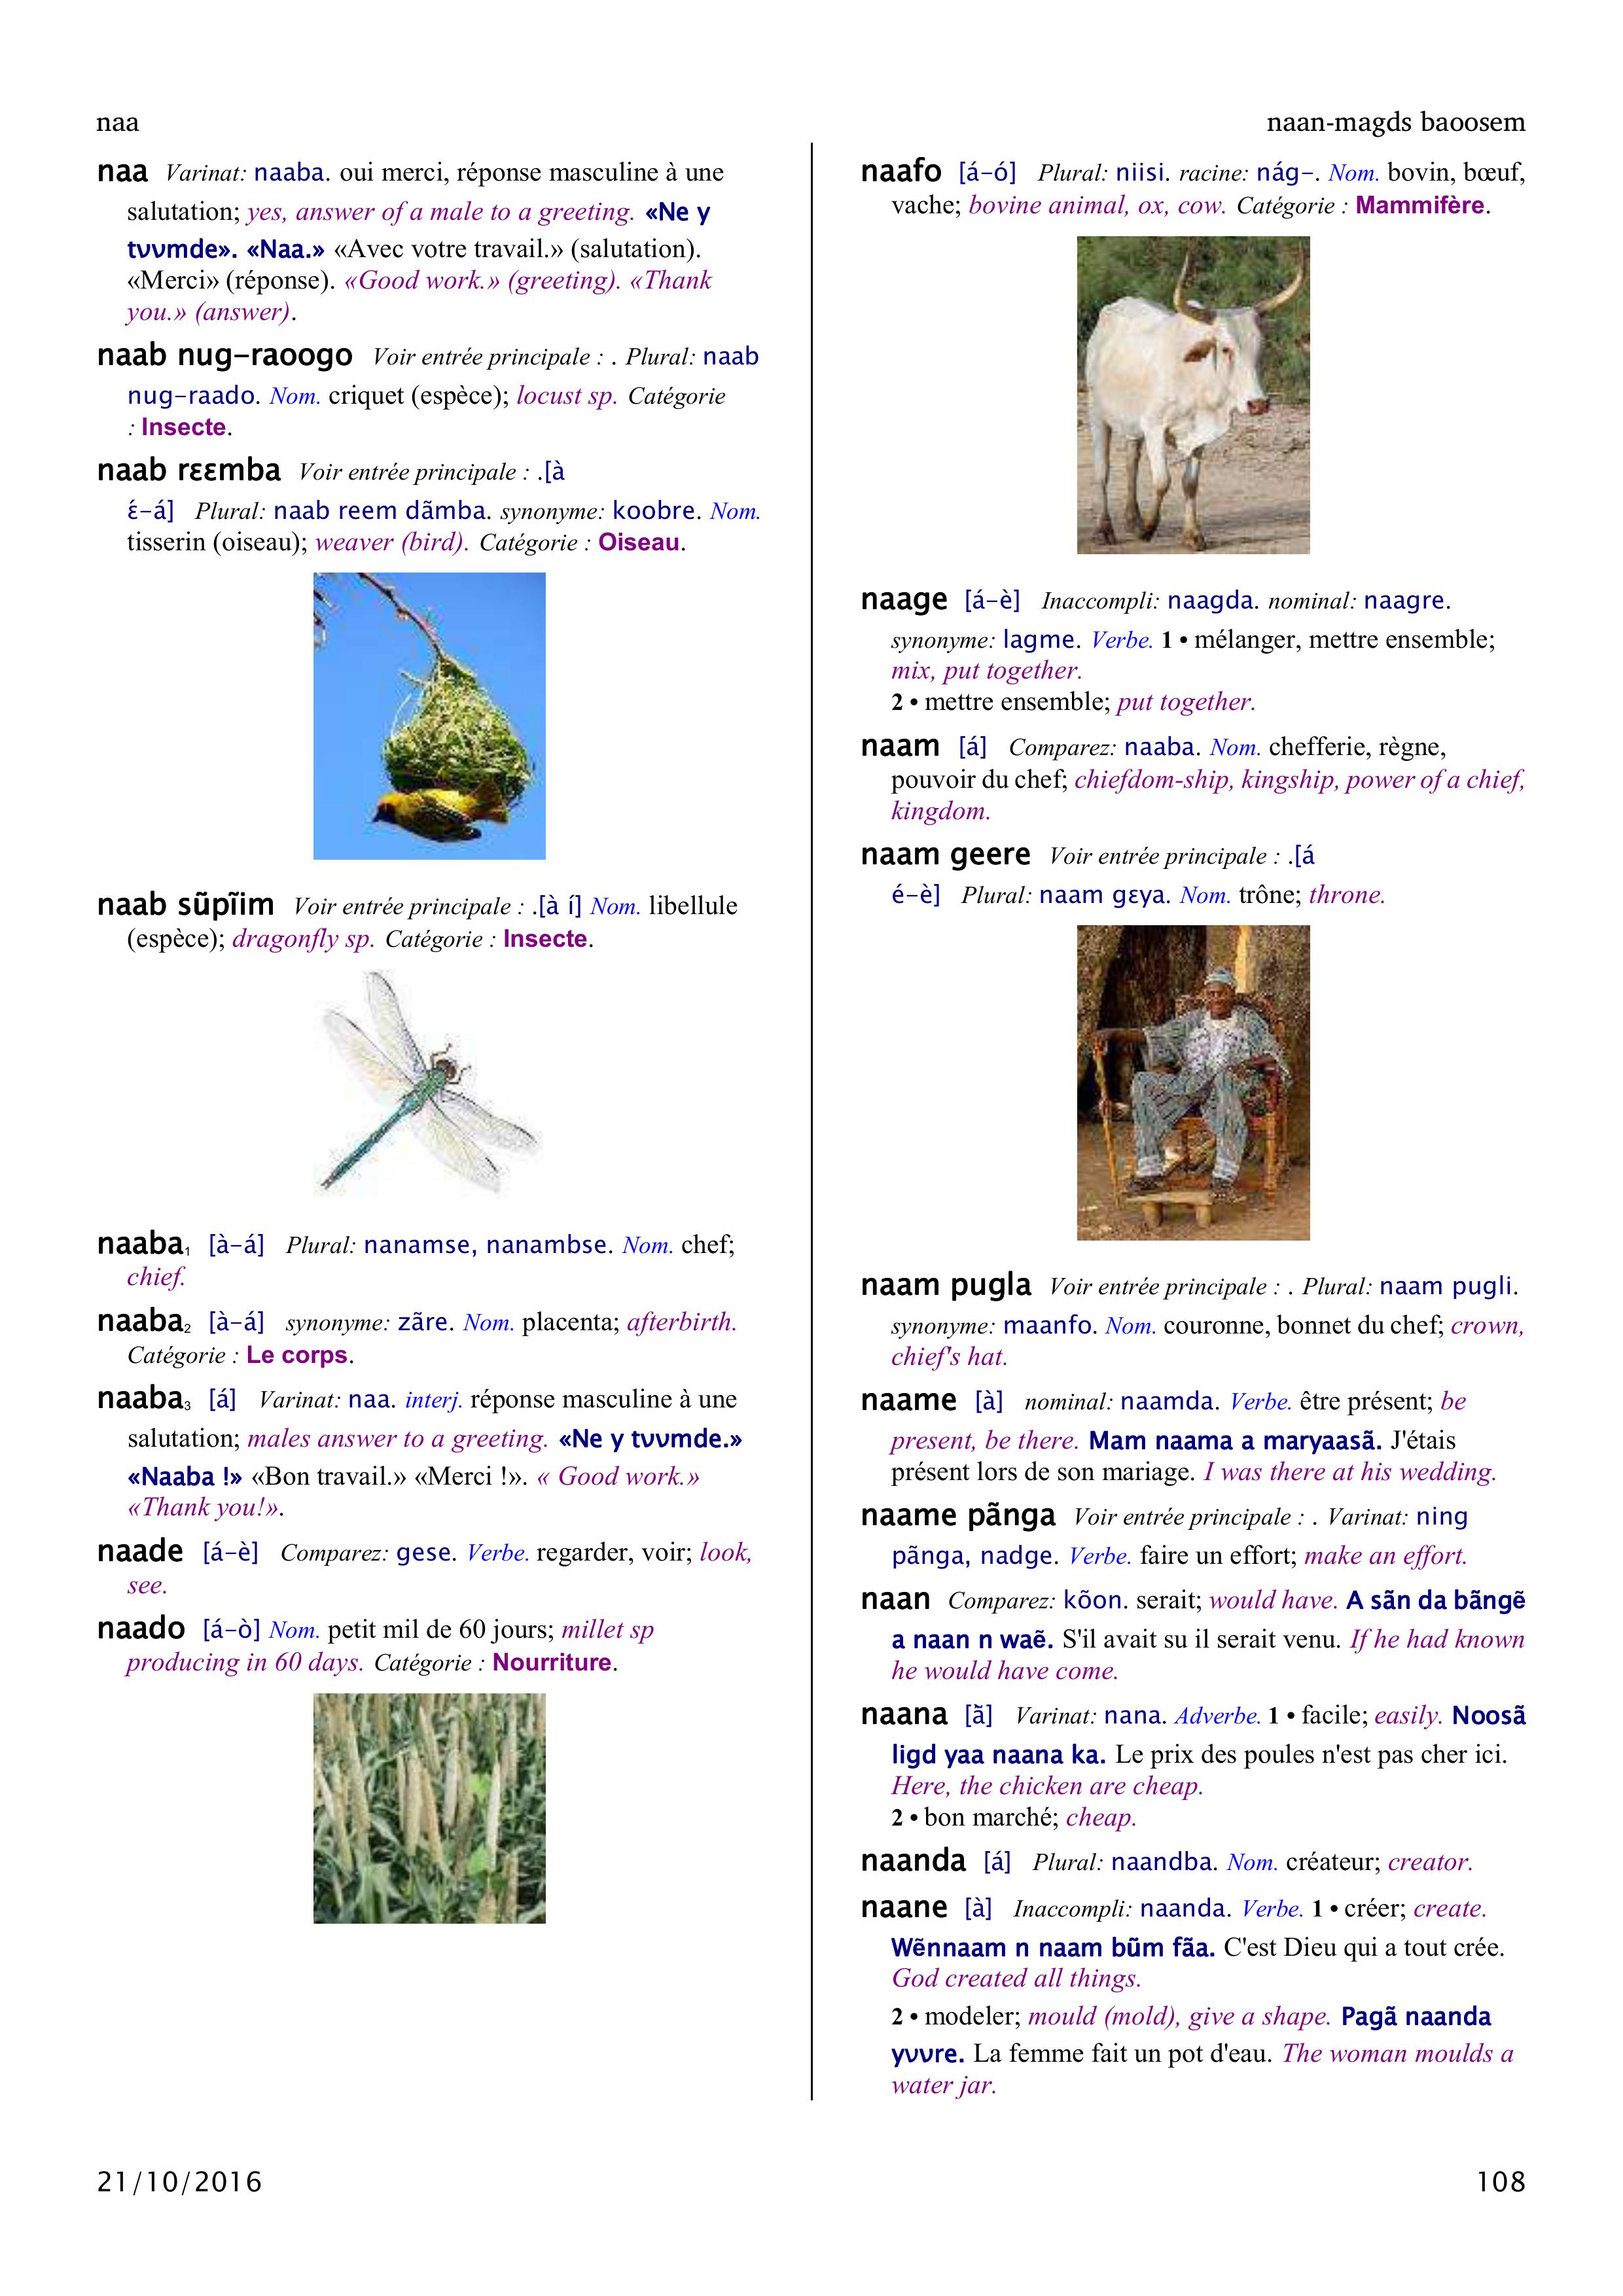 naa
naan-magds baoosem
naa Varinat: naaba. oui merci, réponse masculine à une
salutation; yes, answer of a male to a greeting. «Ne y
tʋʋmde». «Naa.» «Avec votre travail.» (salutation).
«Merci» (réponse). «Good work.» (greeting). «Thank
you.» (answer).
naab nug-raoogo Voir entrée principale : . Plural: naab
nug-raado. Nom. criquet (espèce); locust sp. Catégorie
: Insecte.
naab rɛɛmba Voir entrée principale : .[à
ɛ́-á] Plural: naab reem dãmba. synonyme: koobre. Nom.
tisserin (oiseau); weaver (bird). Catégorie : Oiseau.
naab sũpĩim Voir entrée principale : .[à í] Nom. libellule
(espèce); dragonfly sp. Catégorie : Insecte.
naaba₁ [à-á] Plural: nanamse, nanambse. Nom. chef;
chief.
naaba₂ [à-á] synonyme: zãre. Nom. placenta; afterbirth.
Catégorie : Le corps.
naaba₃ [á] Varinat: naa. interj. réponse masculine à une
salutation; males answer to a greeting. «Ne y tʋʋmde.»
«Naaba !» «Bon travail.» «Merci !». « Good work.»
«Thank you!».
naade [á-è] Comparez: gese. Verbe. regarder, voir; look,
see.
naado [á-ò] Nom. petit mil de 60 jours; millet sp
producing in 60 days. Catégorie : Nourriture.
naafo [á-ó] Plural: niisi. racine: nág-. Nom. bovin, bœuf,
vache; bovine animal, ox, cow. Catégorie : Mammifère.
naage [á-è] Inaccompli: naagda. nominal: naagre.
synonyme: lagme. Verbe. 1 • mélanger, mettre ensemble;
mix, put together.
2 • mettre ensemble; put together.
naam [á] Comparez: naaba. Nom. chefferie, règne,
pouvoir du chef; chiefdom-ship, kingship, power of a chief,
kingdom.
naam geere Voir entrée principale : .[á
é-è] Plural: naam gɛya. Nom. trône; throne.
naam pugla Voir entrée principale : . Plural: naam pugli.
synonyme: maanfo. Nom. couronne, bonnet du chef; crown,
chief's hat.
naame [à] nominal: naamda. Verbe. être présent; be
present, be there. Mam naama a maryaasã. J'étais
présent lors de son mariage. I was there at his wedding.
naame pãnga Voir entrée principale : . Varinat: ning
pãnga, nadge. Verbe. faire un effort; make an effort.
naan Comparez: kõon. serait; would have. A sãn da bãngẽ
a naan n waẽ. S'il avait su il serait venu. If he had known
he would have come.
naana [ã̀] Varinat: nana. Adverbe. 1 • facile; easily. Noosã
ligd yaa naana ka. Le prix des poules n'est pas cher ici.
Here, the chicken are cheap.
2 • bon marché; cheap.
naanda [á] Plural: naandba. Nom. créateur; creator.
naane [à] Inaccompli: naanda. Verbe. 1 • créer; create.
Wẽnnaam n naam bũm fãa. C'est Dieu qui a tout crée.
God created all things.
2 • modeler; mould (mold), give a shape. Pagã naanda
yʋʋre. La femme fait un pot d'eau. The woman moulds a
water jar.
21/10/2016
108